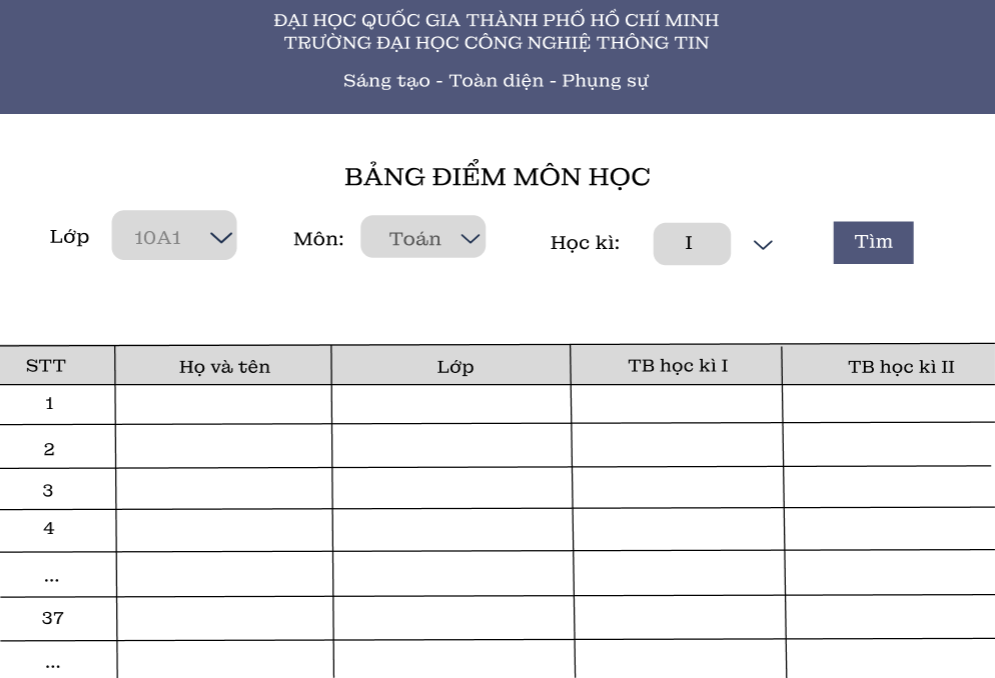 ĐẠI HỌC QUỐC GIA THÀNH PHỐ HỒ CHÍ MINH
TRƯỜNG ĐẠI HỌC CÔNG NGHIỆ THÔNG TIN
Sáng tạo - Toàn diện - Phụng sự
BẢNG ĐIỂM MÔN HỌC
Lớp 10A1 Môn: Toán Học kì: I Tìm
STT Họ và tên Lớp TB học kì I TB học kì II
1
2
3
4
...
37
...